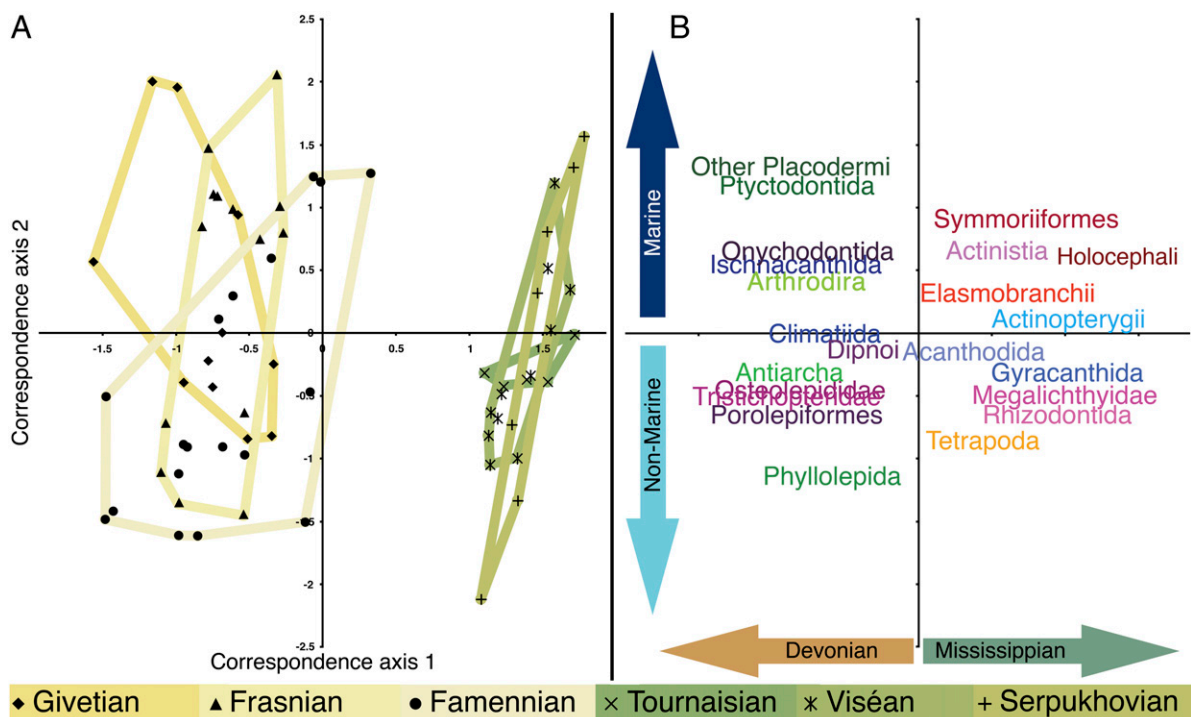 A
B
Correspondence axis 2
2.5
2
1.5
1
0.5
0
-1.5
-1
-0.5
0.5
1
1.5
-0.5
-1
-1.5
-2
-2.5
Correspondence axis 1
Marine
Non-Marine
Other Placodermi
Ptyctodontida
Symmoriiformes
Onychodontida
Actinistia
Holocephali
Ischnacanthida
Arthrodira
Elasmobranchii
Actinopterygii
Climatiida
Dipnoi
Acanthodida
Antiarcha
Gyracanthida
Osteolepididae
Tristichopteridae
Megalichthyidae
Porolepiformes
Rhizodontida
Tetrapoda
Phyllolepida
Devonian
Mississippian
Givetian
Frasnian
Famennian
Tournaisian
Viséan
Serpukhovian